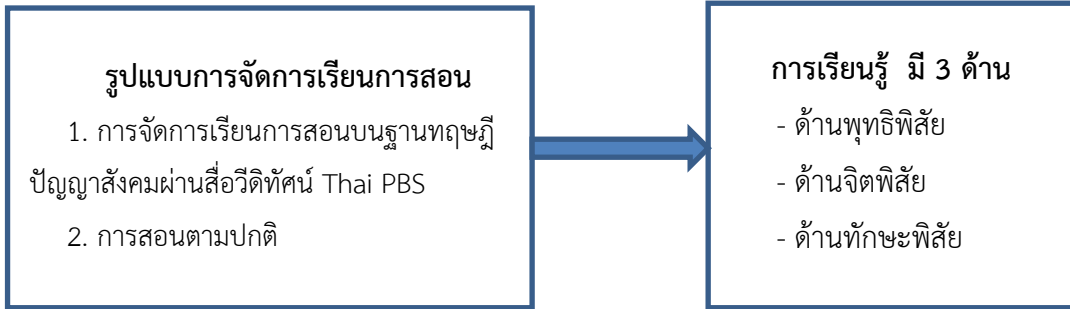 รูปแบบการจัดการเรียนการสอน
1. การจัดการเรียนการสอนบนฐานทฤษฎี
ปัญญาสังคมผ่านสื่อวีดิทัศน์ Thai PBS
2. การสอนตามปกติ
การเรียนรู้ มี 3 ด้าน
- ด้านพุทธิพิสัย
- ด้านจิตพิสัย
- ด้านทักษะพิสัย